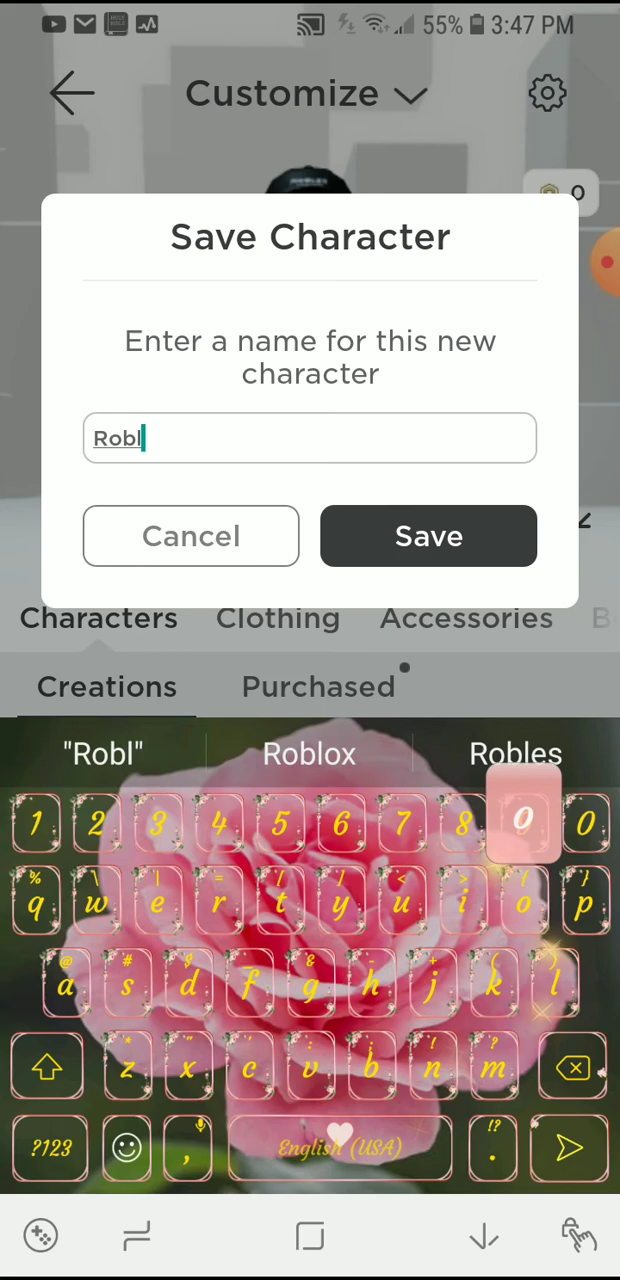 55% 3:47 PM
Customize
0
Save Character
Enter a name for this new
character
Robl
Cancel Save
Characters Clothing Accessories B
Creations Purchased
"Robl" Roblox Robles
1 2 3 4 5 6 7 8 o 0
% \ | = [ ] < > { }
q w e r t y u i o p
@ # $ _ & - + ( )
a s d f g h j k l
* " ' : ; ! ?
z x c v b n m
!?
?123 , English (USA) .